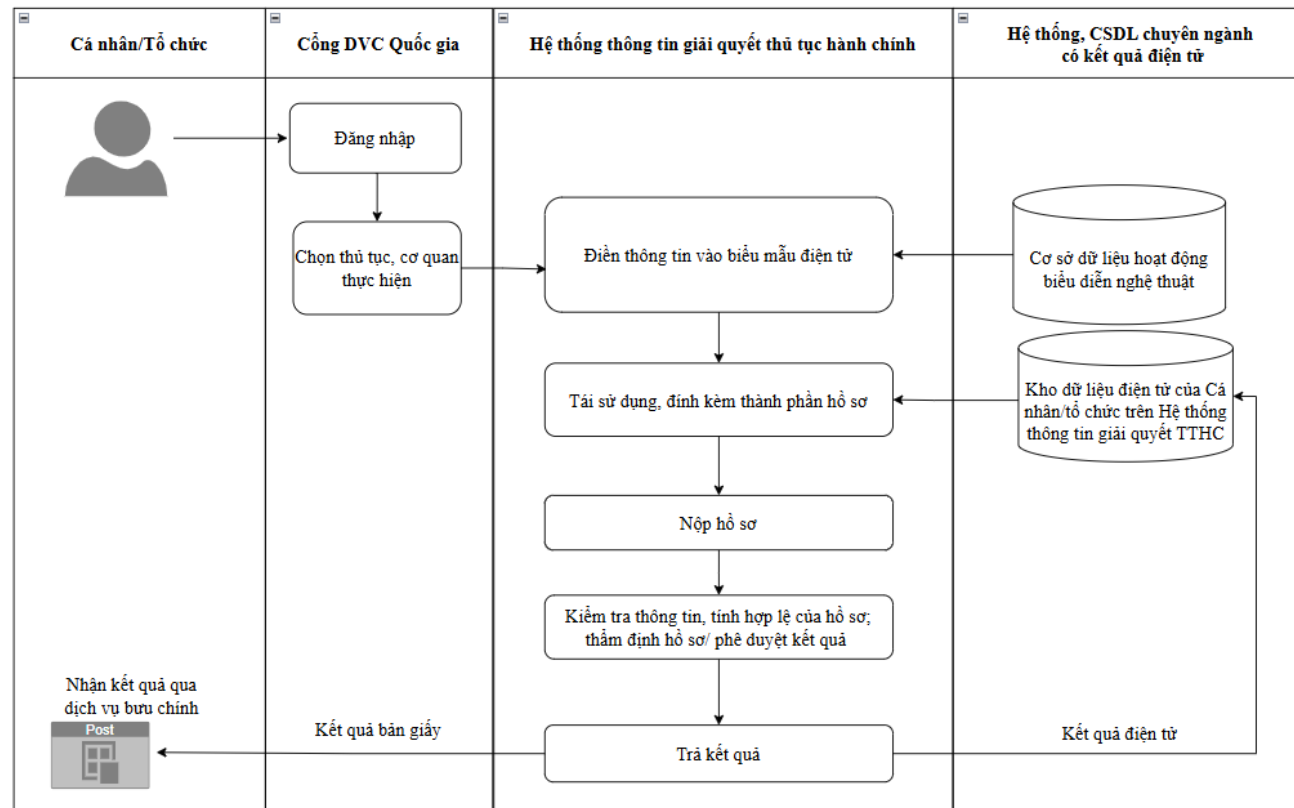 Cá nhân/Tổ chức
Cổng DVC Quốc gia
Hệ thống thông tin giải quyết thủ tục hành chính
Hệ thống, CSDL chuyên ngành
có kết quả điện tử
Đăng nhập
Chọn thủ tục, cơ quan
thực hiện
Điền thông tin vào biểu mẫu điện tử
Cơ sở dữ liệu hoạt động
biểu diễn nghệ thuật
Tái sử dụng, đính kèm thành phần hồ sơ
Kho dữ liệu điện tử của Cá
nhân/tổ chức trên Hệ thống
thông tin giải quyết TTHC
Nộp hồ sơ
Kiểm tra thông tin, tính hợp lệ của hồ sơ;
thẩm định hồ sơ/ phê duyệt kết quả
Nhận kết quả qua
dịch vụ bưu chính
Post
Kết quả bản giấy
Trả kết quả
Kết quả điện tử